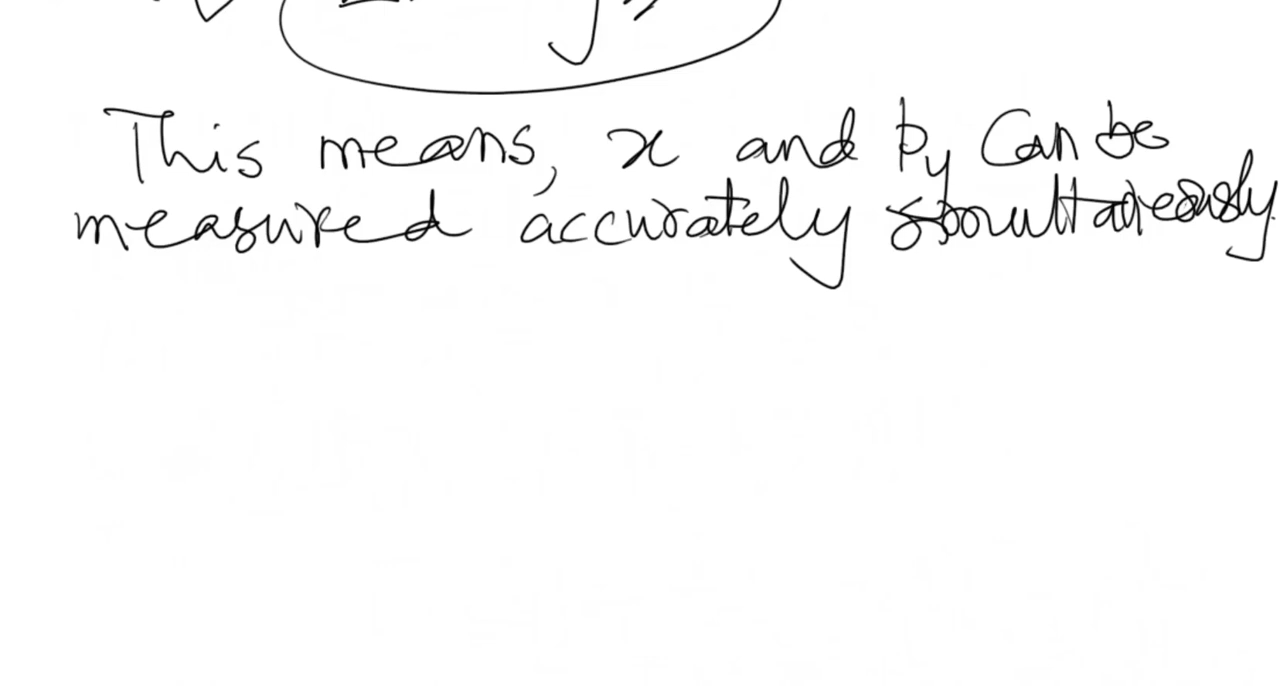 This means, x and py can be
measured accurately simultaneously.